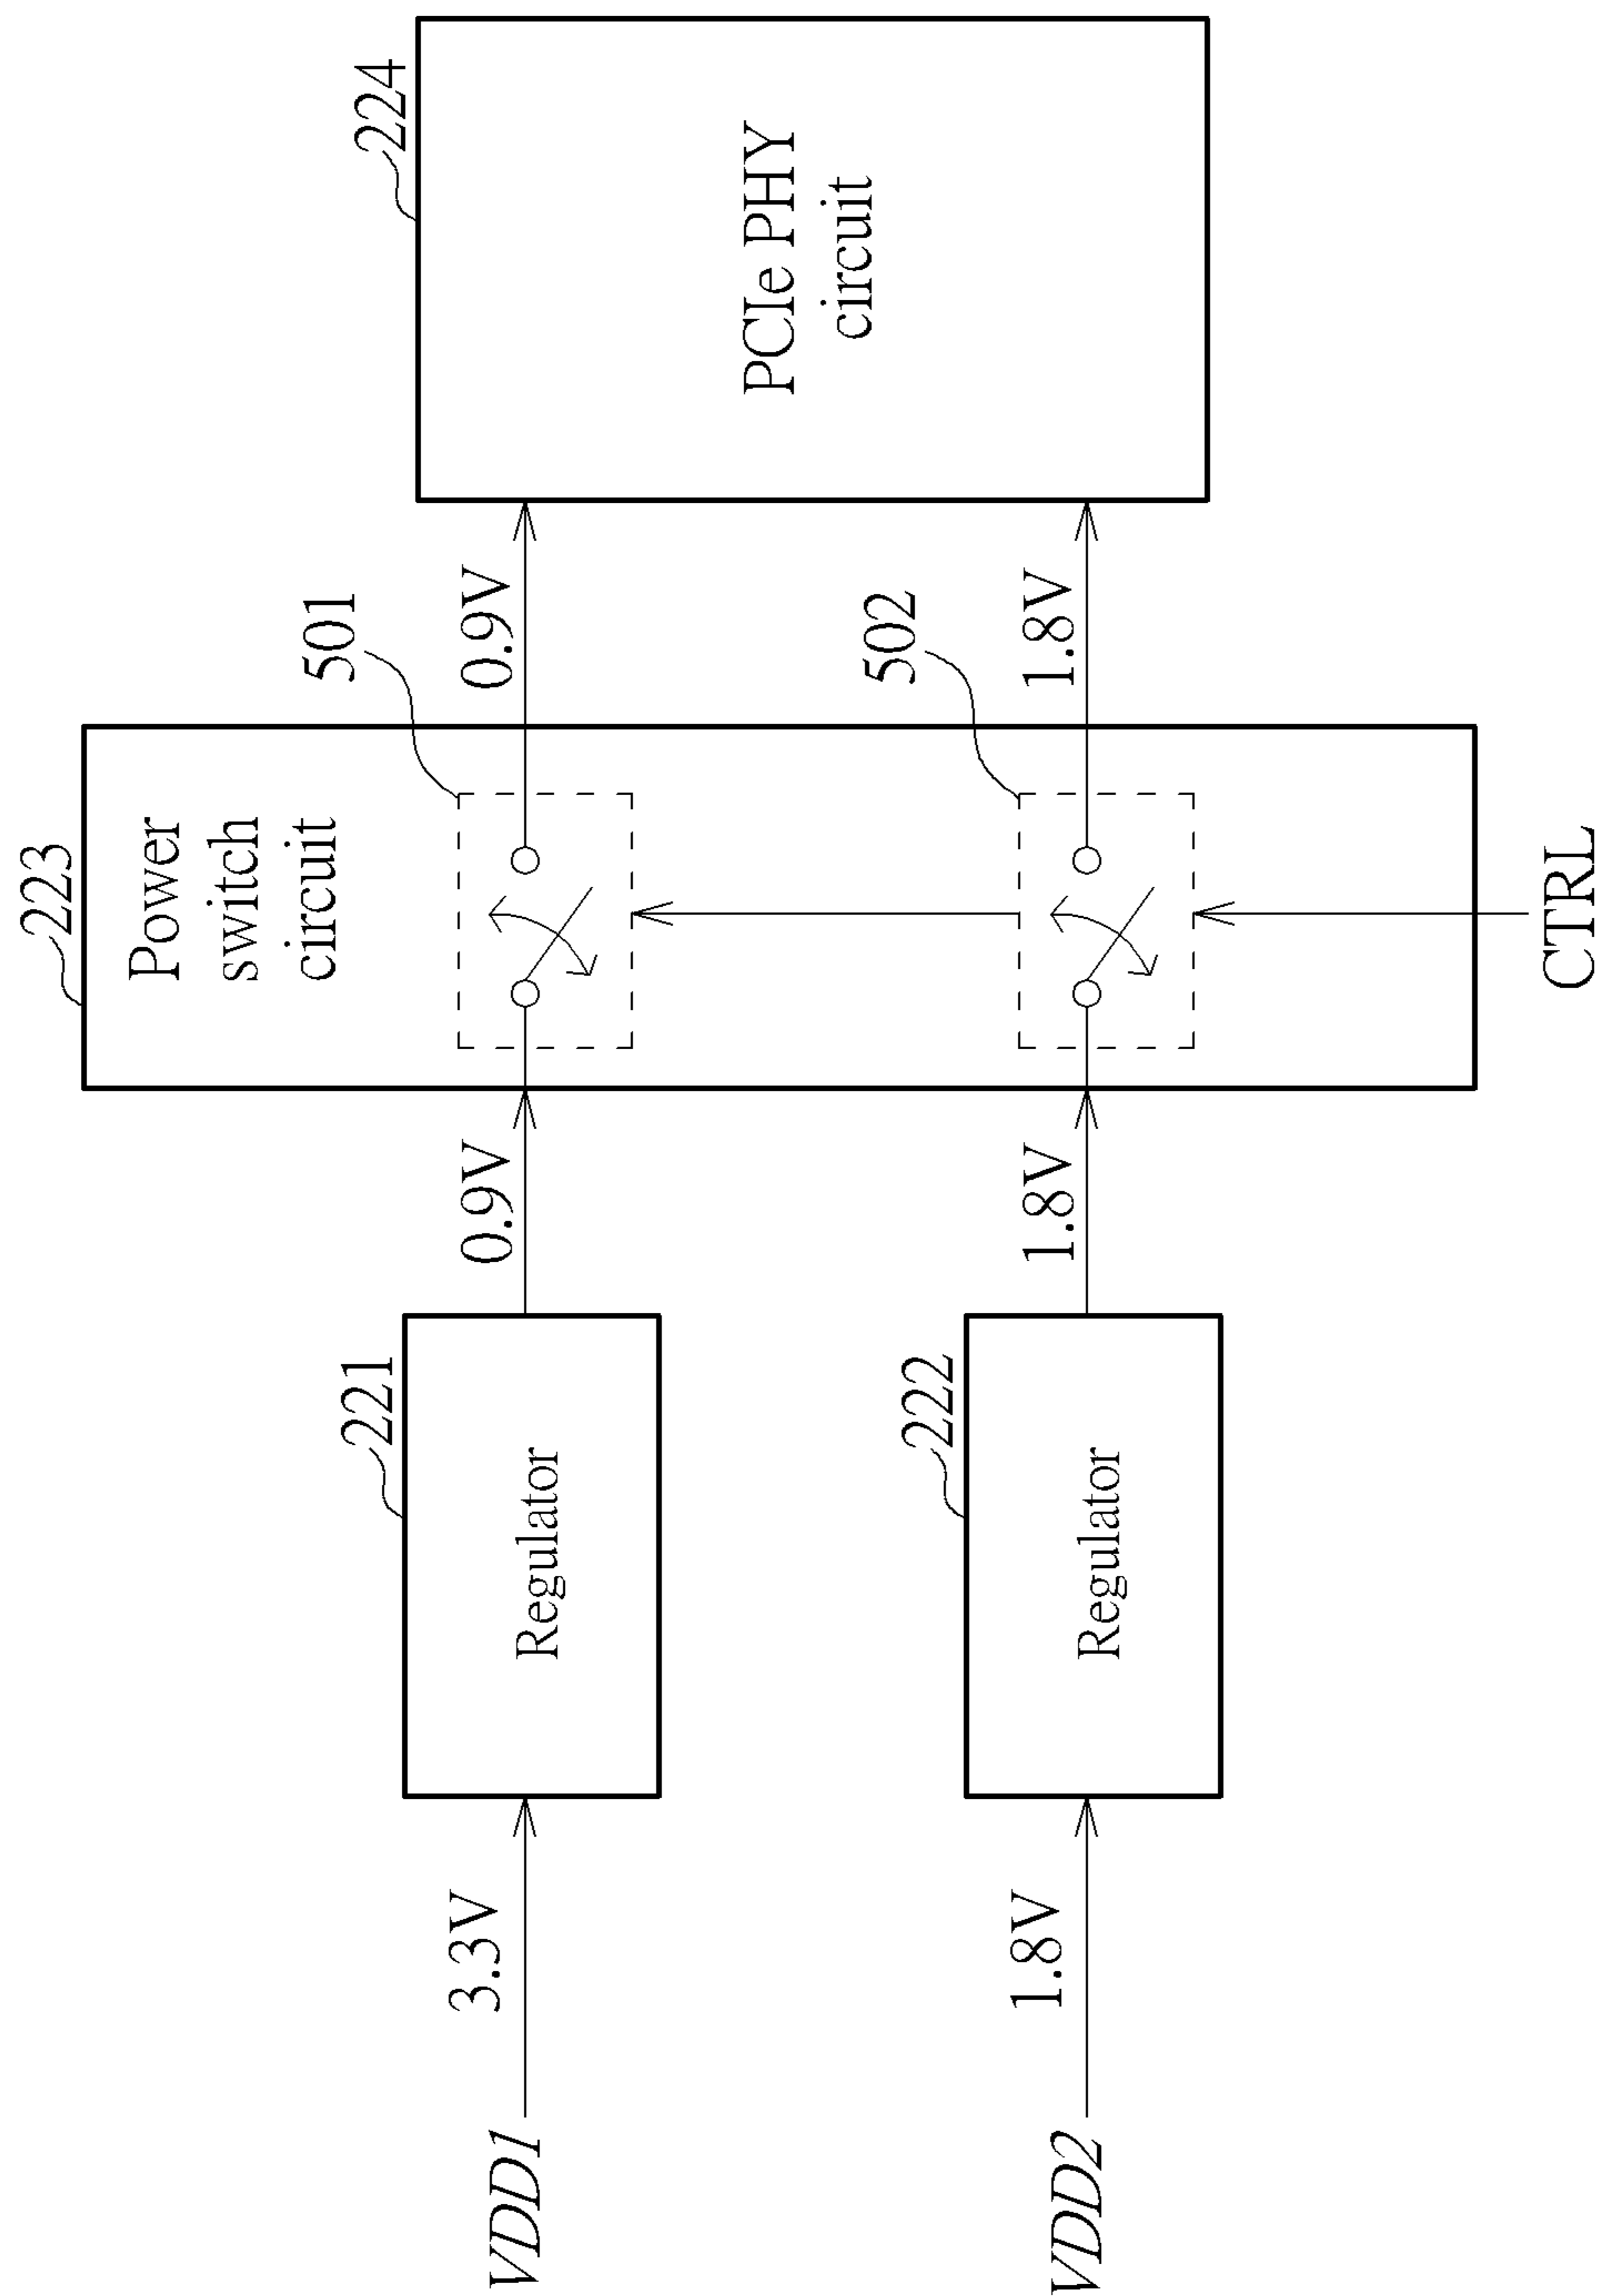 223
Power
switch
circuit
224
501
221
VDD1
3.3V
Regulator
0.9V
0.9V
PCIe PHY
circuit
502
222
VDD2
1.8V
Regulator
1.8V
1.8V
CTRL